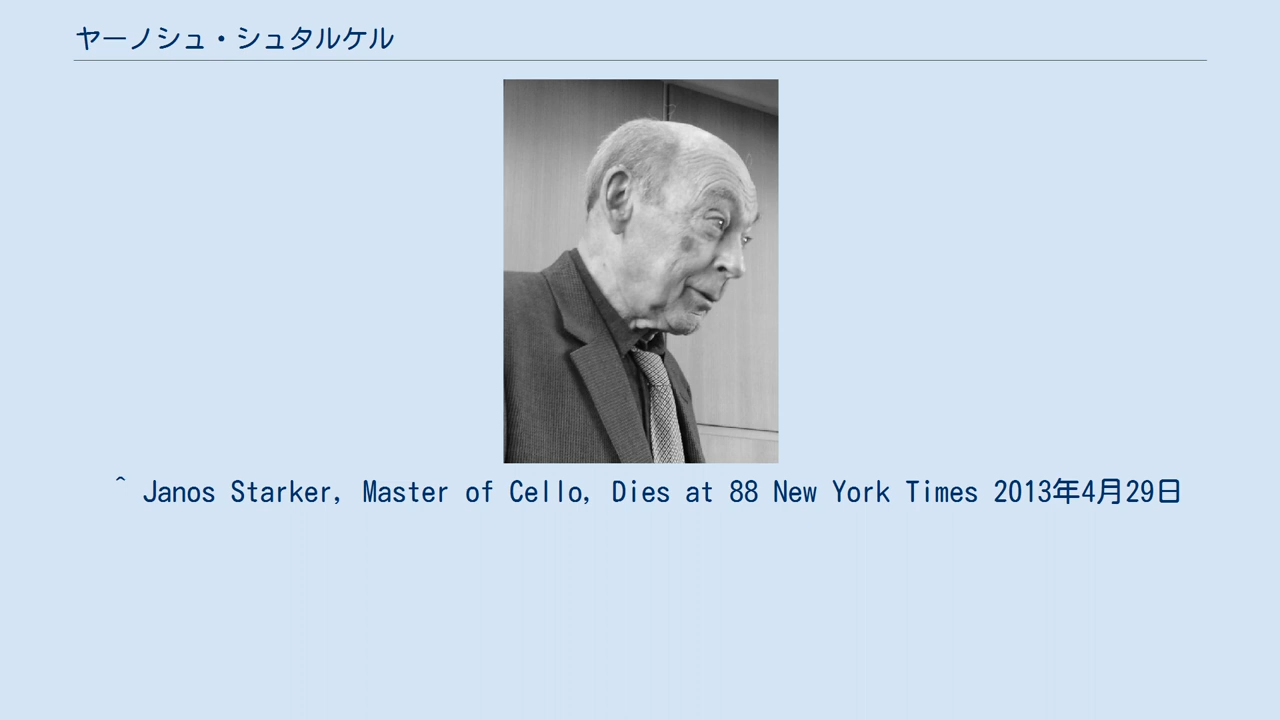 ヤーノシュ・シュタルケル
^ Janos Starker, Master of Cello, Dies at 88 New York Times 2013年4月29日